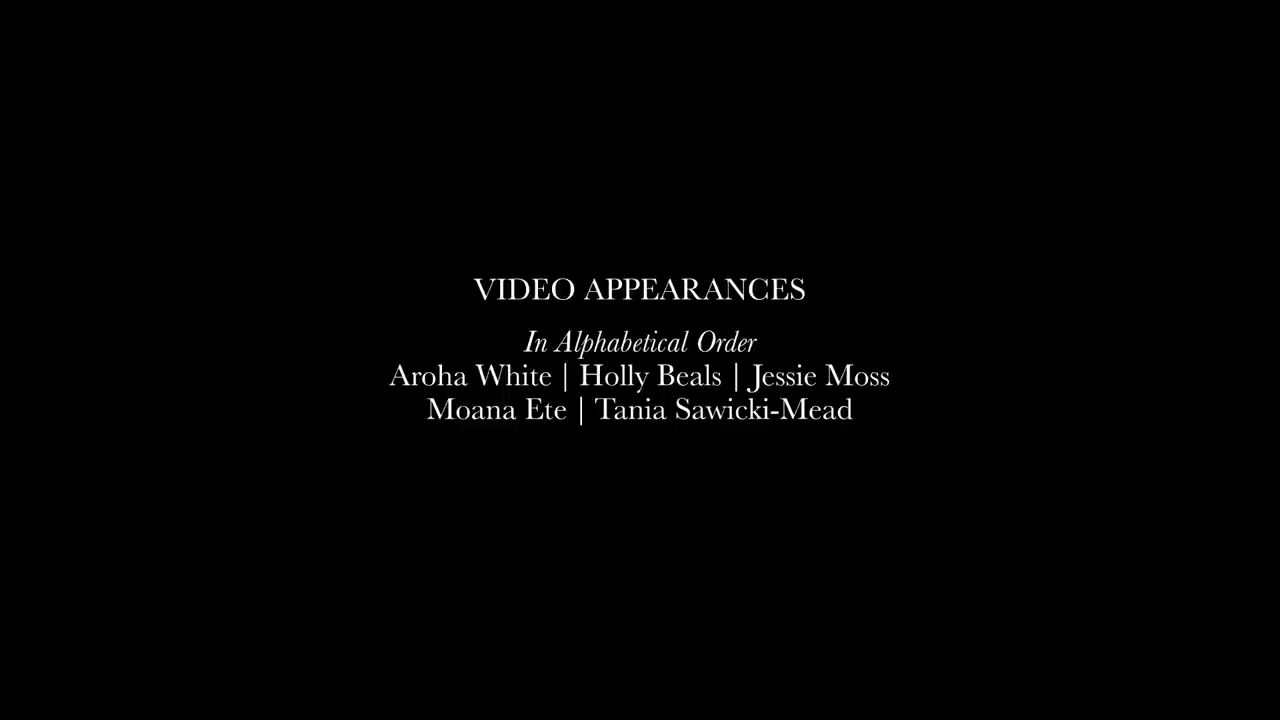 VIDEO APPEARANCES
In Alphabetical Order
Aroha White | Holly Beals | Jessie Moss
Moana Ete | Tania Sawicki-Mead